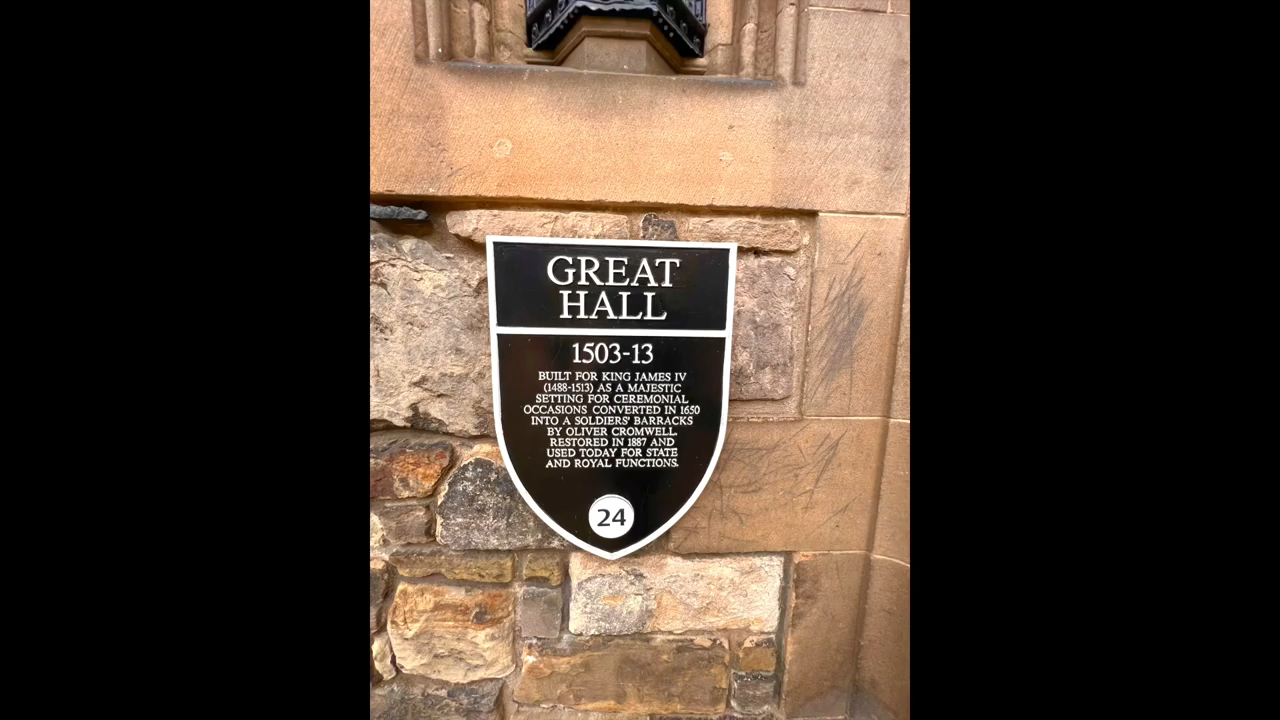 GREAT
HALL
1503-13
BUILT FOR KING JAMES IV
(1488-1513) AS A MAJESTIC
SETTING FOR CEREMONIAL
OCCASIONS CONVERTED IN 1650
INTO A SOLDIERS' BARRACKS
BY OLIVER CROMWELL.
RESTORED IN 1887 AND
USED TODAY FOR STATE
AND ROYAL FUNCTIONS.
24